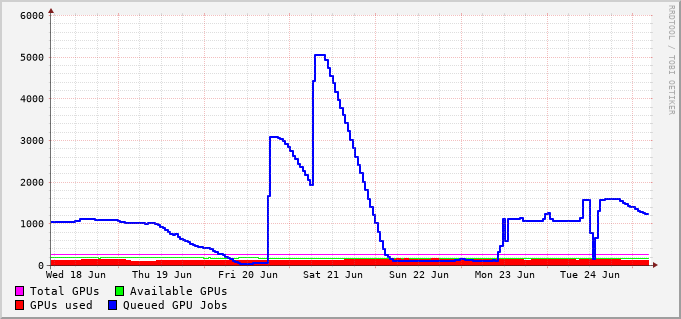 6000
5000
4000
3000
2000
1000
0
Wed 18 Jun Thu 19 Jun Fri 20 Jun Sat 21 Jun Sun 22 Jun Mon 23 Jun Tue 24 Jun
Total GPUs Available GPUs
GPUs used Queued GPU Jobs
RRDTOOL / TOBI OETIKER